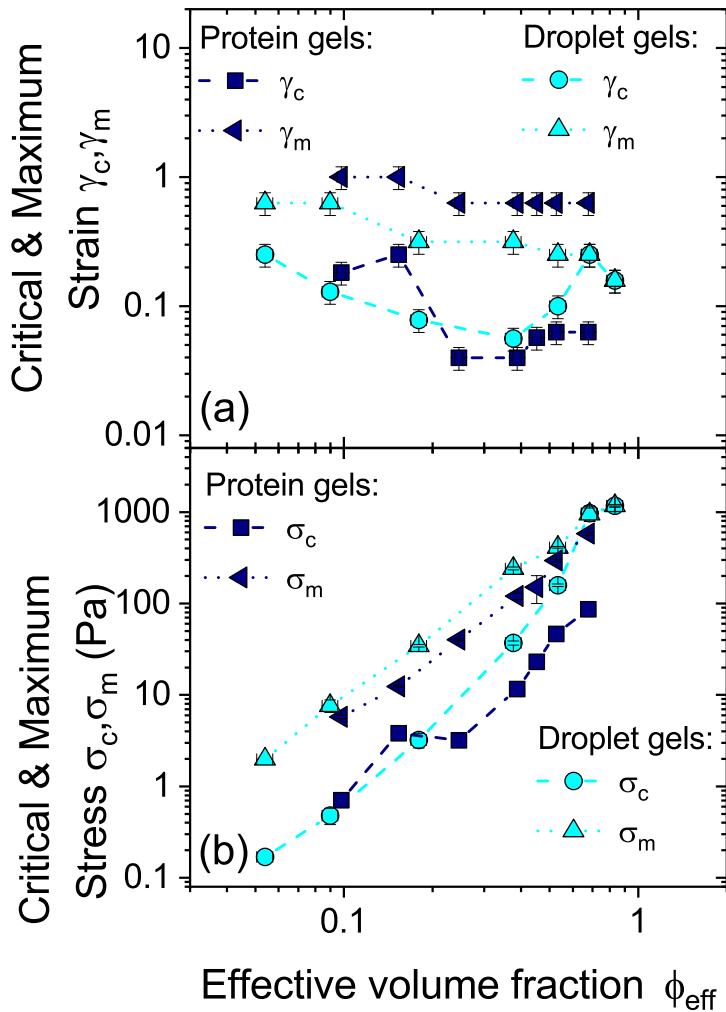 Critical & Maximum
Strain γc,γm
10
1
0.1
0.01
Protein gels:
γc
γm
Droplet gels:
γc
γm
(a)
Critical & Maximum
Stress σc,σm (Pa)
1000
100
10
1
0.1
Protein gels:
σc
σm
Droplet gels:
σc
σm
(b)
0.1
1
Effective volume fraction ϕeff